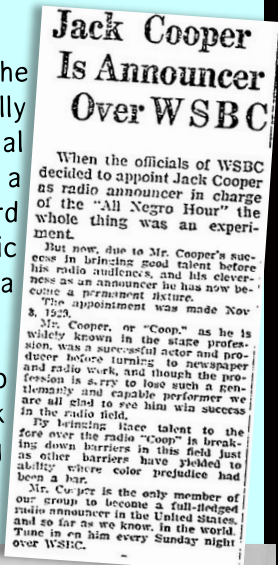 Jack Cooper
Is Announcer
Over WSBC
When the officials of WSBC
decided to appoint Jack Cooper
as radio announcer in charge
of the "All Negro Hour" the
whole thing was an experi-
ment.
But now, due to Mr. Cooper's suc-
cess in bringing good talent before
his radio audiences, and his clever-
ness as an announcer he has now be-
come a permanent fixture.
The appointment was made Nov
3, 1929.
Mr. Cooper, or "Coop." as he is
widely known in the stage profes-
sion, was a successful actor and pro-
ducer before turning to newspaper
and radio work, and though the pro-
fession is sorry to lose such a gen-
tlemanly and capable performer we
are all glad to see him win success
in the radio field.
By bringing Race talent to the
fore over the radio "Coop" is break-
ing down barriers in this field just
as other barriers have yielded to
ability where color prejudice had
been a bar.
Mr. Cooper is the only member of
our group to become a full-fledged
radio announcer in the United States,
and so far as we know, in the world.
Tune in on him every Sunday night
over WSBC.
he
lly
al
a
rd
ic
a